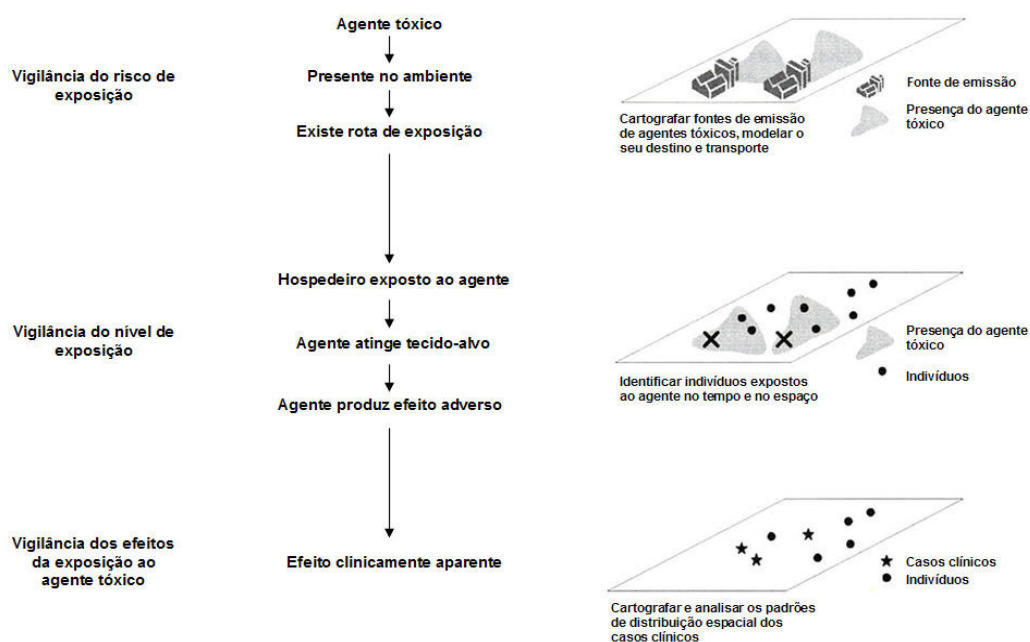 Agente tóxico
Vigilância do risco de
exposição
Presente no ambiente
Existe rota de exposição
Fonte de emissão
Presença do agente
tóxico
Cartografar fontes de emissão
de agentes tóxicos, modelar o
seu destino e transporte
Hospedeiro exposto ao agente
Vigilância do nível de
exposição
Agente atinge tecido-alvo
Agente produz efeito adverso
Presença do agente
tóxico
Indivíduos
Identificar indivíduos expostos
ao agente no tempo e no espaço
Vigilância dos efeitos
da exposição ao
agente tóxico
Efeito clinicamente aparente
Casos clínicos
Indivíduos
Cartografar e analisar os padrões
de distribuição espacial dos
casos clínicos